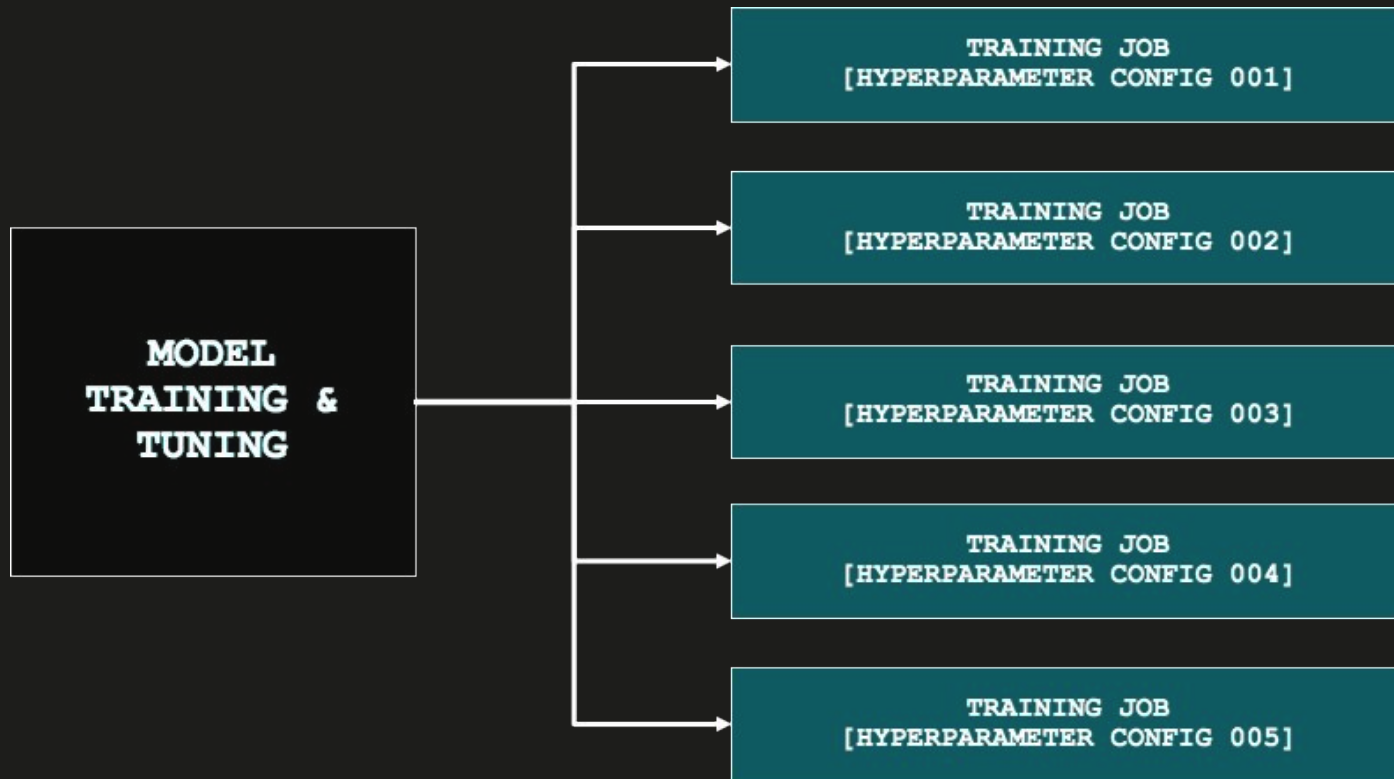 MODEL
TRAINING &
TUNING
TRAINING JOB
[HYPERPARAMETER CONFIG 001]
TRAINING JOB
[HYPERPARAMETER CONFIG 002]
TRAINING JOB
[HYPERPARAMETER CONFIG 003]
TRAINING JOB
[HYPERPARAMETER CONFIG 004]
TRAINING JOB
[HYPERPARAMETER CONFIG 005]